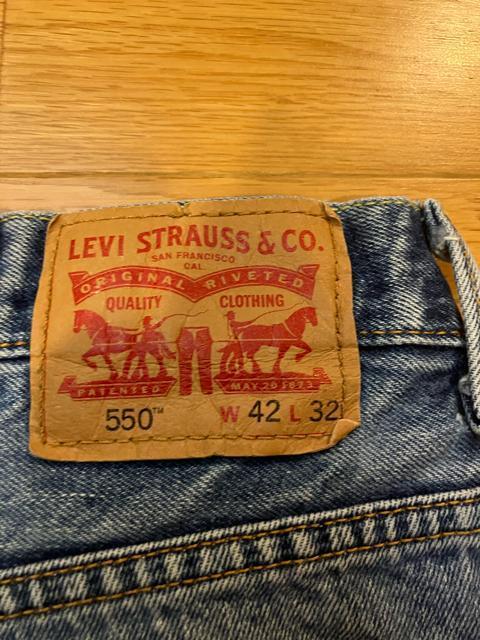 LEVI STRAUSS & CO.
SAN FRANCISCO
CAL.
ORIGINAL RIVETED
QUALITY CLOTHING
PATENTED MAY 20 1873
550™ W 42 L 32